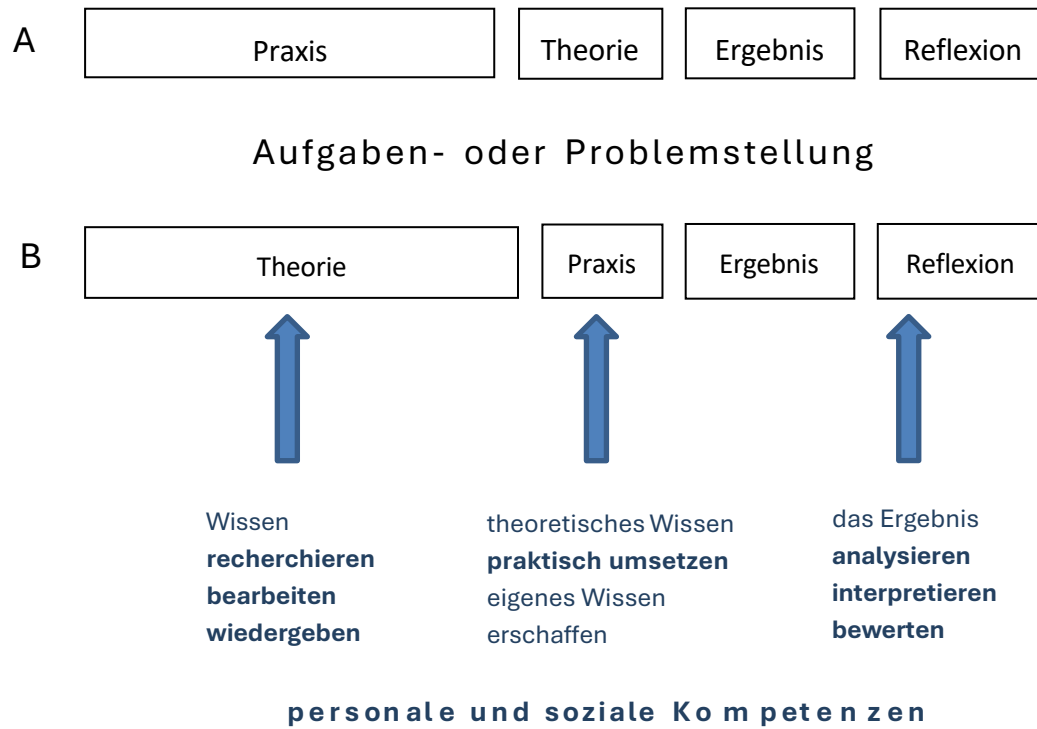 A
Praxis
Theorie
Ergebnis
Reflexion
Aufgaben- oder Problemstellung
B
Theorie
Praxis
Ergebnis
Reflexion
Wissen
recherchieren
bearbeiten
wiedergeben
theoretisches Wissen
praktisch umsetzen
eigenes Wissen
erschaffen
das Ergebnis
analysieren
interpretieren
bewerten
personale und soziale Kompetenzen